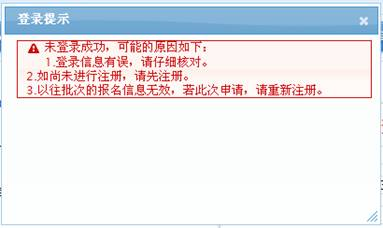 登录提示
未登录成功，可能的原因如下：
1.登录信息有误，请仔细核对。
2.如尚未进行注册，请先注册。
3.以往批次的报名信息无效，若此次申请，请重新注册。